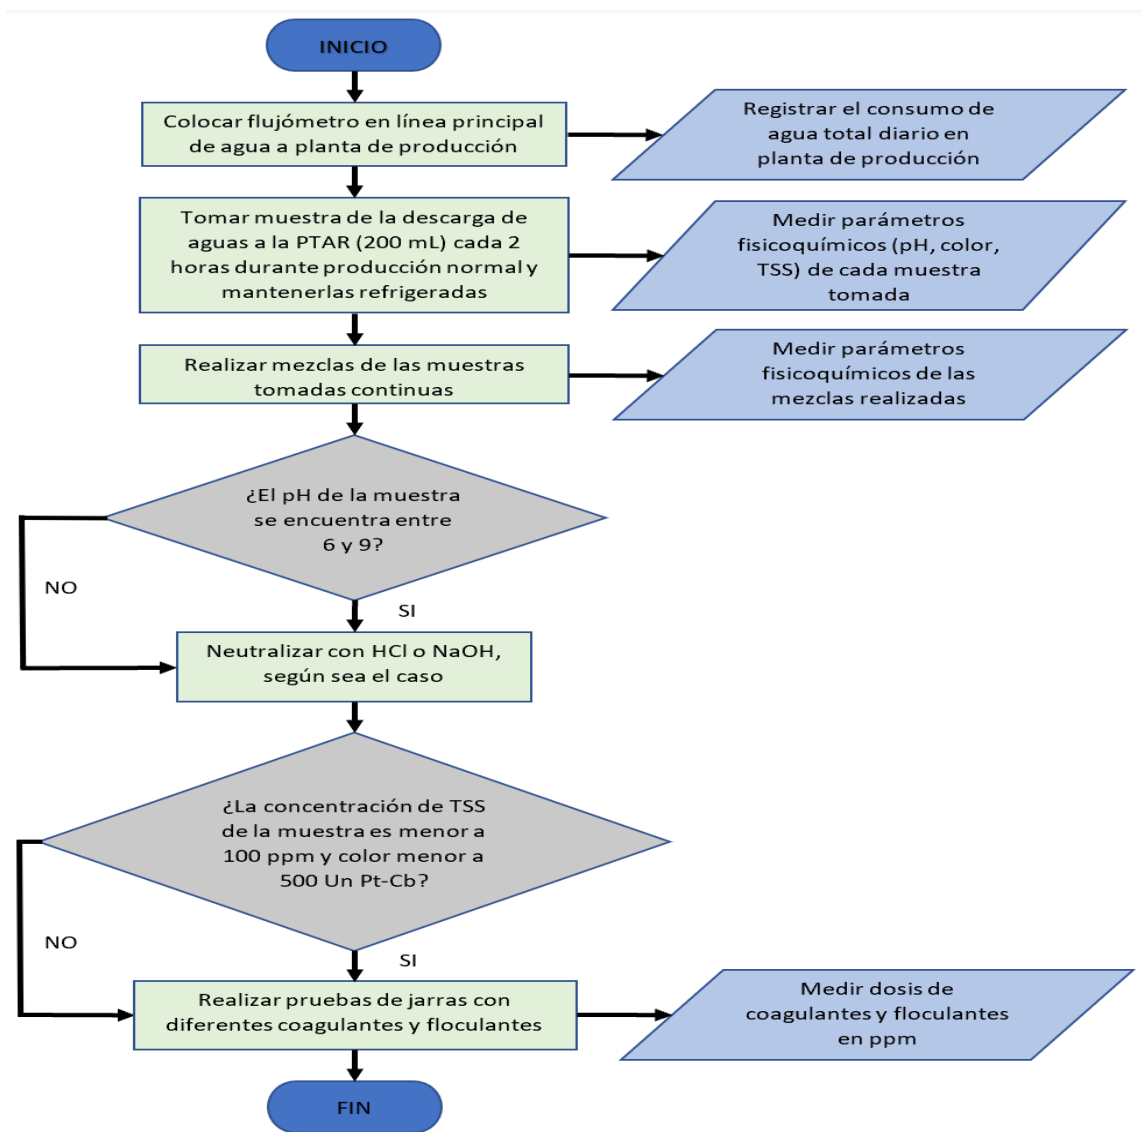 INICIO
Colocar flujómetro en línea principal
de agua a planta de producción
Registrar el consumo de
agua total diario en
planta de producción
Tomar muestra de la descarga de
aguas a la PTAR (200 mL) cada 2
horas durante producción normal y
mantenerlas refrigeradas
Medir parámetros
fisicoquímicos (pH, color,
TSS) de cada muestra
tomada
Realizar mezclas de las muestras
tomadas continuas
Medir parámetros
fisicoquímicos de las
mezclas realizadas
¿El pH de la muestra
se encuentra entre
6 y 9?
NO
SI
Neutralizar con HCl o NaOH,
según sea el caso
¿La concentración de TSS
de la muestra es menor a
100 ppm y color menor a
500 Un Pt-Cb?
NO
SI
Realizar pruebas de jarras con
diferentes coagulantes y floculantes
Medir dosis de
coagulantes y floculantes
en ppm
FIN